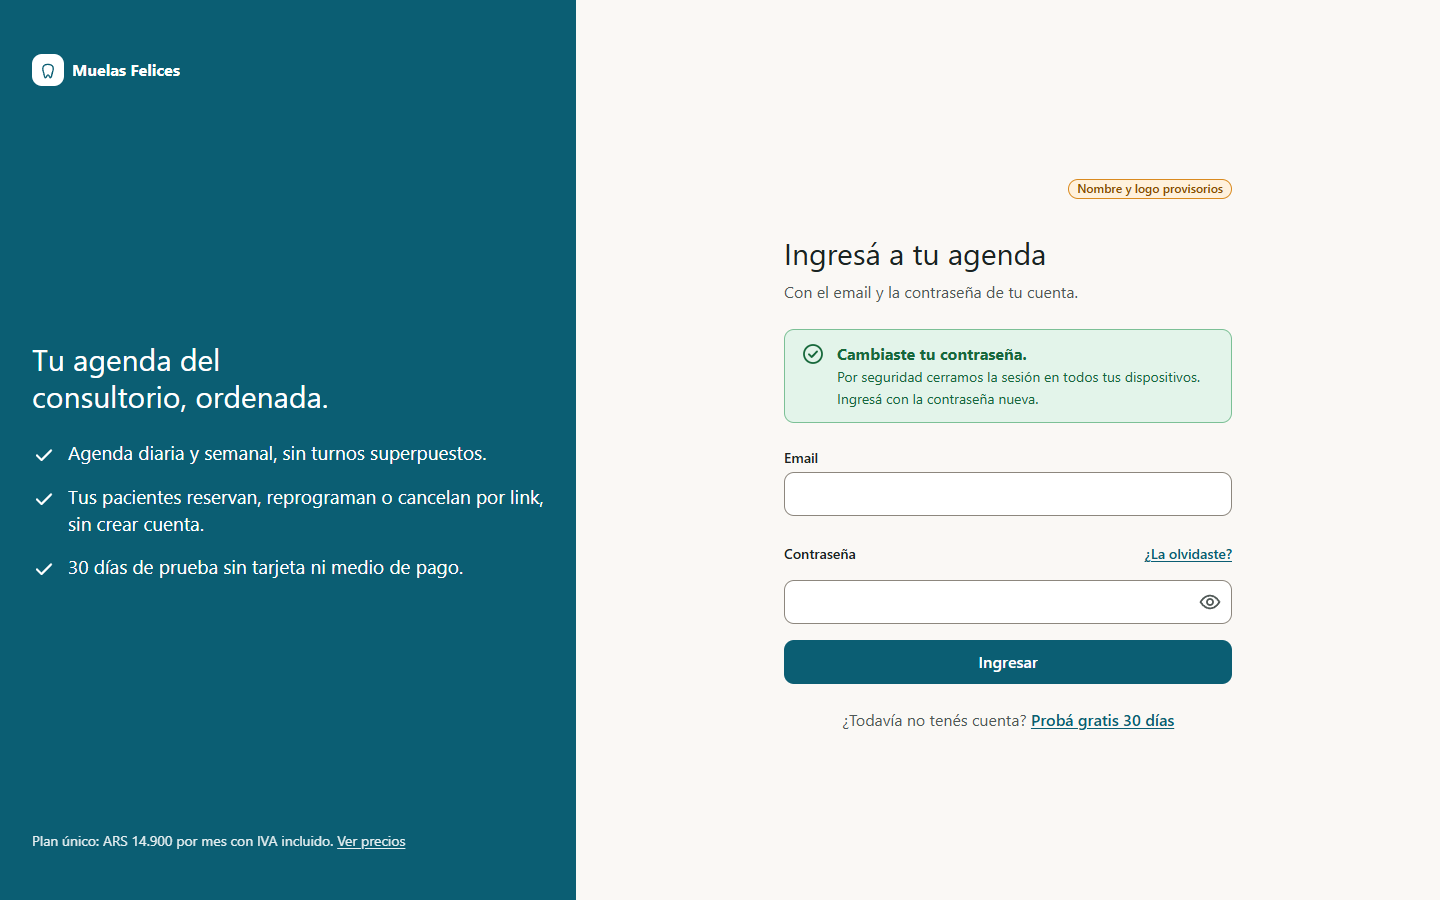 Muelas Felices
Tu agenda del
consultorio, ordenada.
Agenda diaria y semanal, sin turnos superpuestos.
Tus pacientes reservan, reprograman o cancelan por link,
sin crear cuenta.
30 días de prueba sin tarjeta ni medio de pago.
Plan único: ARS 14.900 por mes con IVA incluido. Ver precios
Nombre y logo provisorios
Ingresá a tu agenda
Con el email y la contraseña de tu cuenta.
Cambiaste tu contraseña.
Por seguridad cerramos la sesión en todos tus dispositivos.
Ingresá con la contraseña nueva.
Email
Contraseña ¿La olvidaste?
Ingresar
¿Todavía no tenés cuenta? Probá gratis 30 días